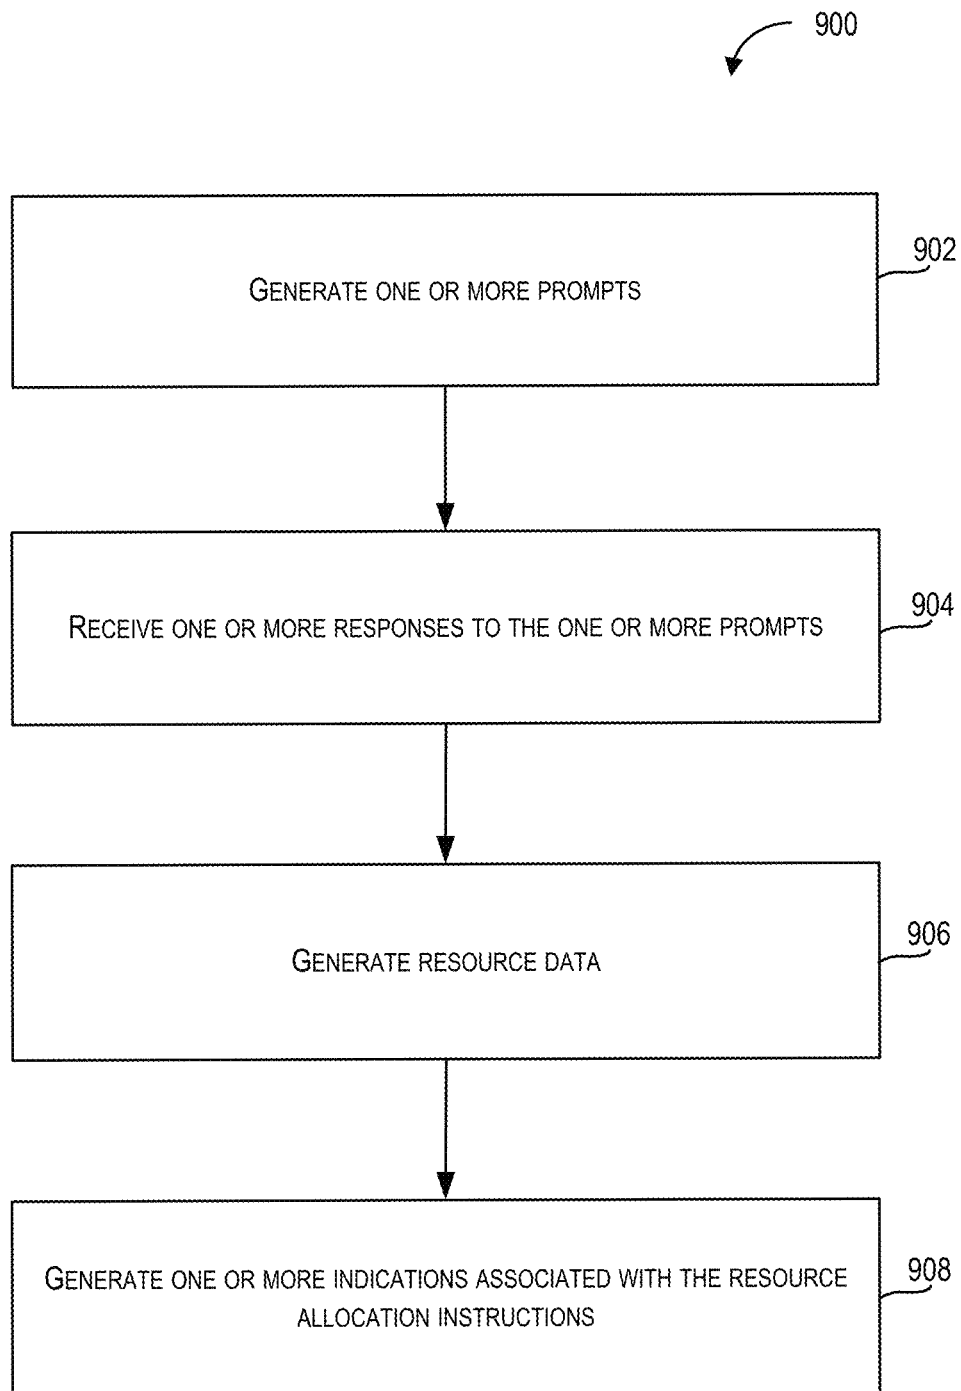 900
902
GENERATE ONE OR MORE PROMPTS
904
RECEIVE ONE OR MORE RESPONSES TO THE ONE OR MORE PROMPTS
906
GENERATE RESOURCE DATA
908
GENERATE ONE OR MORE INDICATIONS ASSOCIATED WITH THE RESOURCE
ALLOCATION INSTRUCTIONS